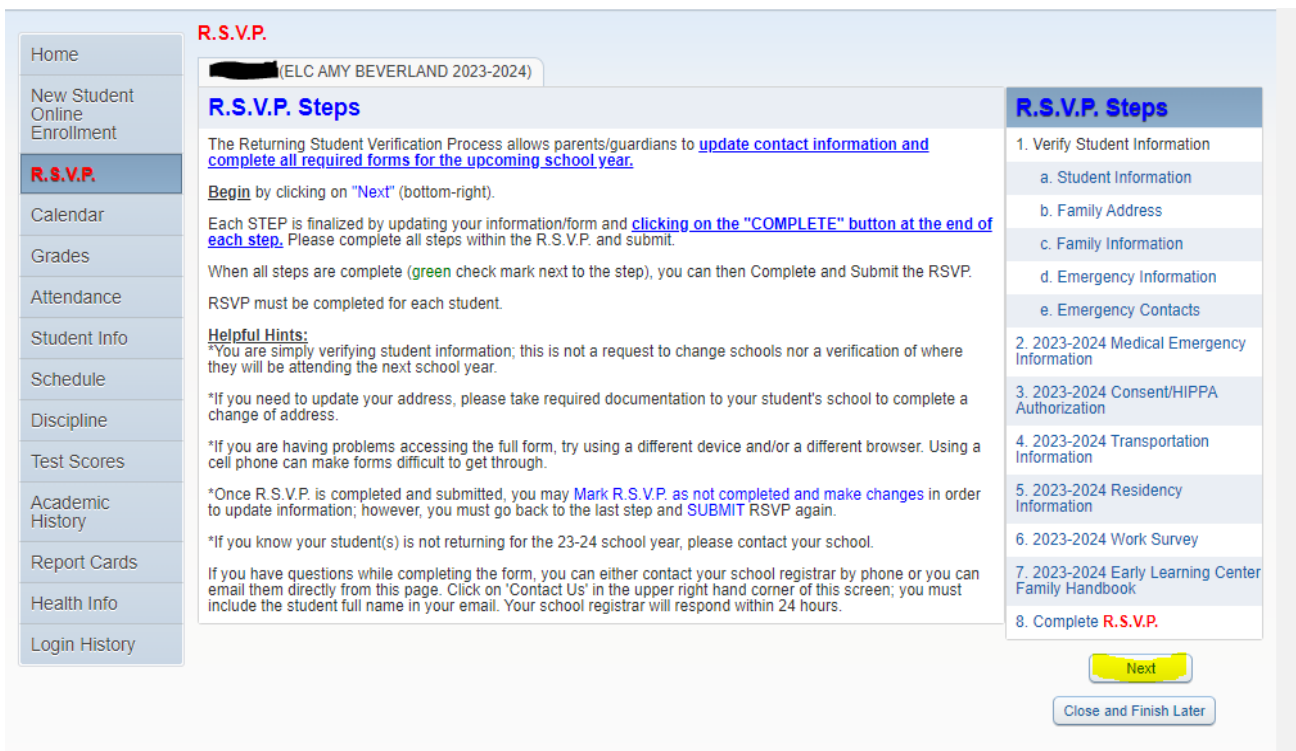 R.S.V.P.
Home
New Student
Online
Enrollment
R.S.V.P.
Calendar
Grades
Attendance
Student Info
Schedule
Discipline
Test Scores
Academic
History
Report Cards
Health Info
Login History
(ELC AMY BEVERLAND 2023-2024)
R.S.V.P. Steps
The Returning Student Verification Process allows parents/guardians to update contact information and
complete all required forms for the upcoming school year.
Begin by clicking on "Next" (bottom-right).
Each STEP is finalized by updating your information/form and clicking on the "COMPLETE" button at the end of
each step. Please complete all steps within the R.S.V.P. and submit.
When all steps are complete (green check mark next to the step), you can then Complete and Submit the RSVP.
RSVP must be completed for each student.
Helpful Hints:
*You are simply verifying student information; this is not a request to change schools nor a verification of where
they will be attending the next school year.
*If you need to update your address, please take required documentation to your student's school to complete a
change of address.
*If you are having problems accessing the full form, try using a different device and/or a different browser. Using a
cell phone can make forms difficult to get through.
*Once R.S.V.P. is completed and submitted, you may Mark R.S.V.P. as not completed and make changes in order
to update information; however, you must go back to the last step and SUBMIT RSVP again.
*If you know your student(s) is not returning for the 23-24 school year, please contact your school.
If you have questions while completing the form, you can either contact your school registrar by phone or you can
email them directly from this page. Click on 'Contact Us' in the upper right hand corner of this screen; you must
include the student full name in your email. Your school registrar will respond within 24 hours.
R.S.V.P. Steps
1. Verify Student Information
a. Student Information
b. Family Address
c. Family Information
d. Emergency Information
e. Emergency Contacts
2. 2023-2024 Medical Emergency
Information
3. 2023-2024 Consent/HIPPA
Authorization
4. 2023-2024 Transportation
Information
5. 2023-2024 Residency
Information
6. 2023-2024 Work Survey
7. 2023-2024 Early Learning Center
Family Handbook
8. Complete R.S.V.P.
Next
Close and Finish Later